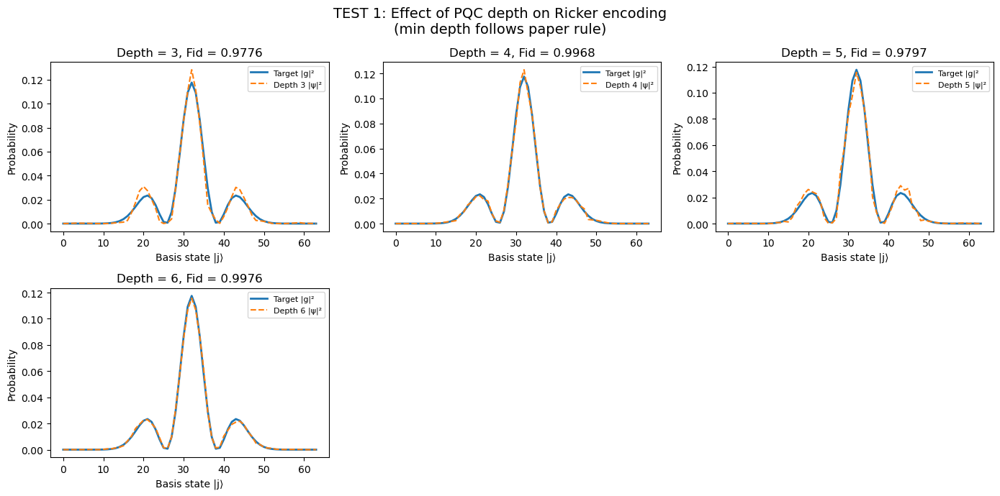 TEST 1: Effect of PQC depth on Ricker encoding
(min depth follows paper rule)
Depth = 3, Fid = 0.9776
Target |g|²
Depth 3 |ψ|²
0.12
0.10
0.08
0.06
0.04
0.02
0.00
Probability
0 10 20 30 40 50 60
Basis state |j⟩
Depth = 4, Fid = 0.9968
Target |g|²
Depth 4 |ψ|²
0.12
0.10
0.08
0.06
0.04
0.02
0.00
Probability
0 10 20 30 40 50 60
Basis state |j⟩
Depth = 5, Fid = 0.9797
Target |g|²
Depth 5 |ψ|²
0.12
0.10
0.08
0.06
0.04
0.02
0.00
Probability
0 10 20 30 40 50 60
Basis state |j⟩
Depth = 6, Fid = 0.9976
Target |g|²
Depth 6 |ψ|²
0.12
0.10
0.08
0.06
0.04
0.02
0.00
Probability
0 10 20 30 40 50 60
Basis state |j⟩